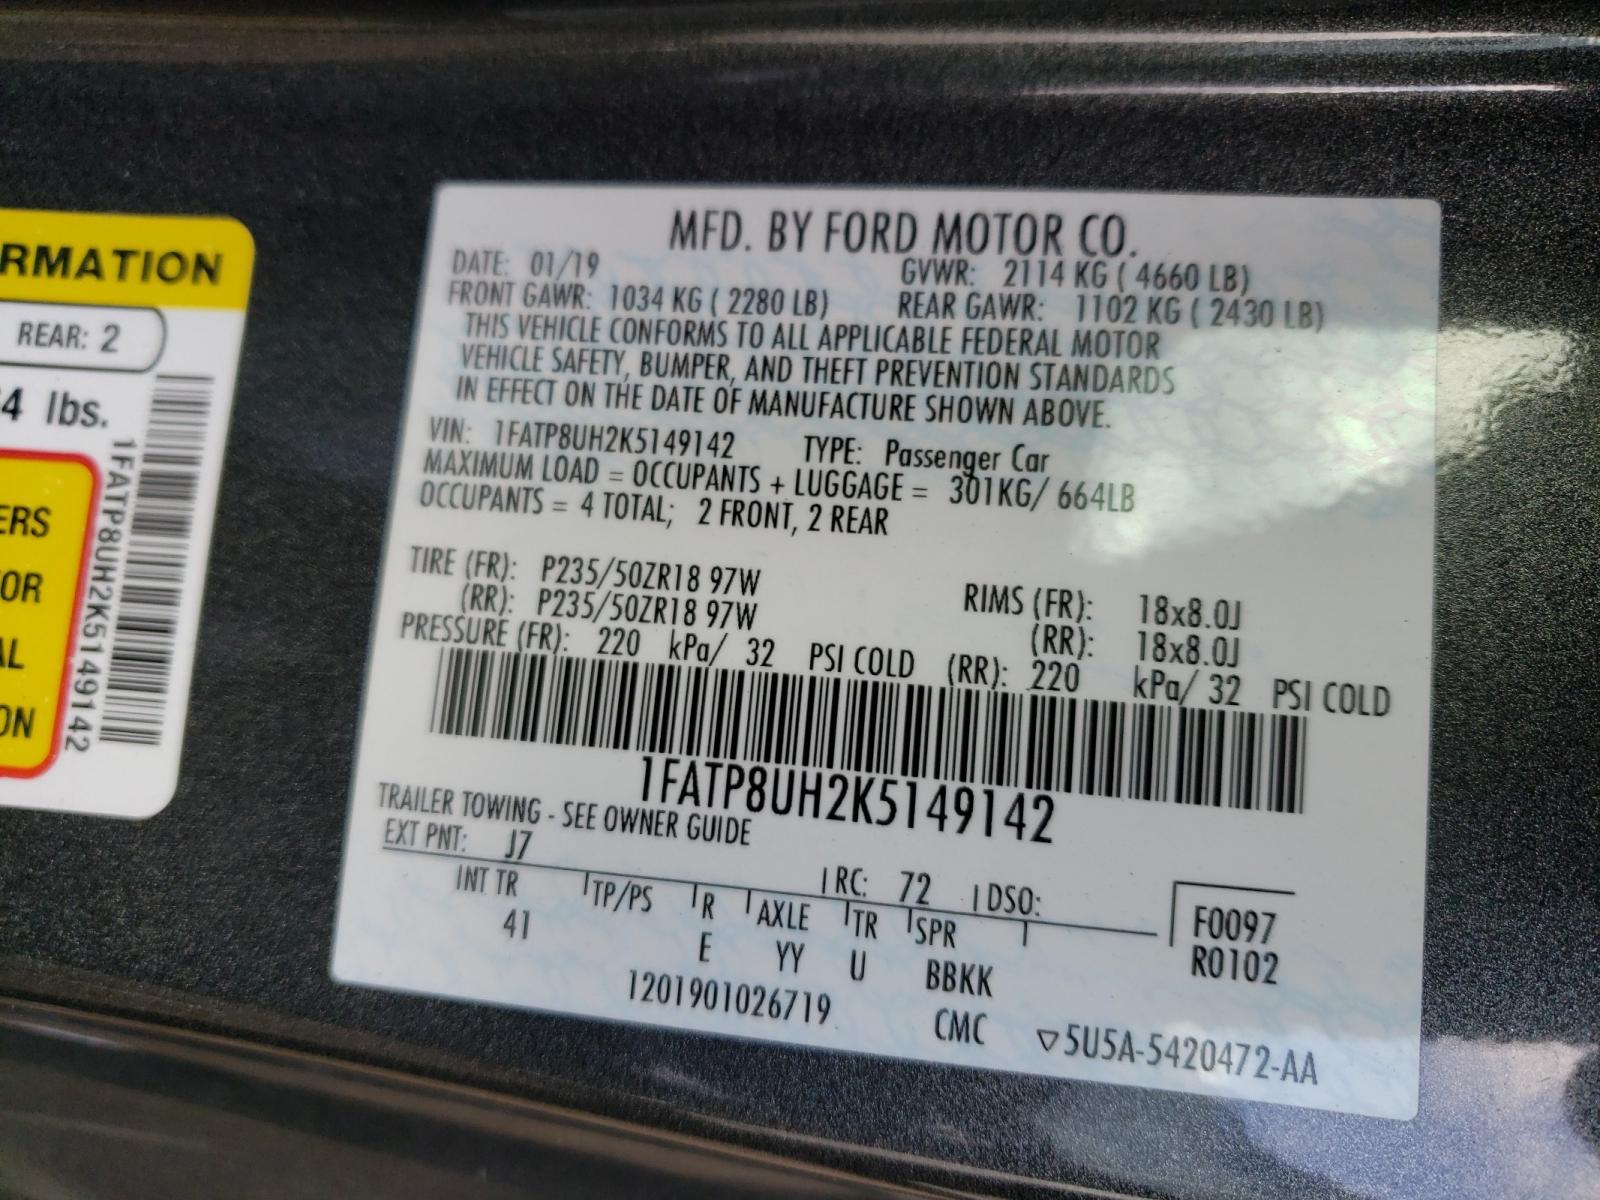 MFD. BY FORD MOTOR CO.
DATE: 01/19 GVWR: 2114 KG ( 4660 LB)
FRONT GAWR: 1034 KG ( 2280 LB) REAR GAWR: 1102 KG ( 2430 LB)
THIS VEHICLE CONFORMS TO ALL APPLICABLE FEDERAL MOTOR
VEHICLE SAFETY, BUMPER, AND THEFT PREVENTION STANDARDS
IN EFFECT ON THE DATE OF MANUFACTURE SHOWN ABOVE.
VIN: 1FATP8UH2K5149142 TYPE: Passenger Car
MAXIMUM LOAD = OCCUPANTS + LUGGAGE = 301KG/ 664LB
OCCUPANTS = 4 TOTAL; 2 FRONT, 2 REAR
TIRE (FR): P235/50ZR18 97W RIMS (FR): 18x8.0J
(RR): P235/50ZR18 97W (RR): 18x8.0J
PRESSURE (FR): 220 kPa/ 32 PSI COLD (RR): 220 kPa/ 32 PSI COLD
1FATP8UH2K5149142
TRAILER TOWING - SEE OWNER GUIDE
EXT PNT: J7 RC: 72 DSO:
INT TR TP/PS R AXLE TR SPR F0097
41 E YY U BBKK R0102
1201901026719 CMC ▽5U5A-5420472-AA
RMATION
REAR: 2
4 lbs.
1FATP8UH2K5149142
ERS
OR
AL
ON